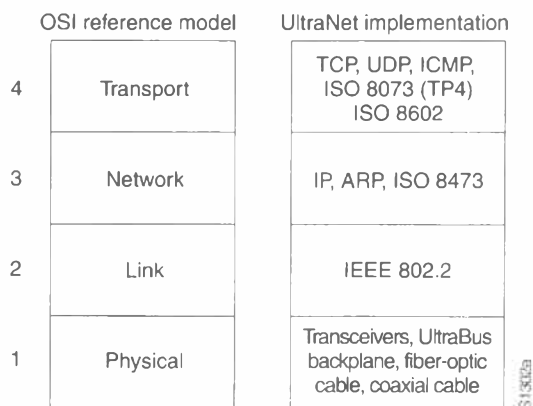 OSI reference model
UltraNet implementation
4
Transport
TCP, UDP, ICMP,
ISO 8073 (TP4)
ISO 8602
3
Network
IP, ARP, ISO 8473
2
Link
IEEE 802.2
1
Physical
Transceivers, UltraBus
backplane, fiber-optic
cable, coaxial cable
S1302a